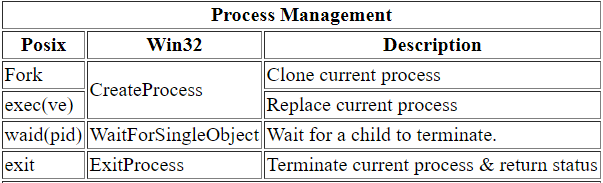 Process Management
Posix Win32 Description
Fork CreateProcess Clone current process
exec(ve) Replace current process
waid(pid) WaitForSingleObject Wait for a child to terminate.
exit ExitProcess Terminate current process & return status